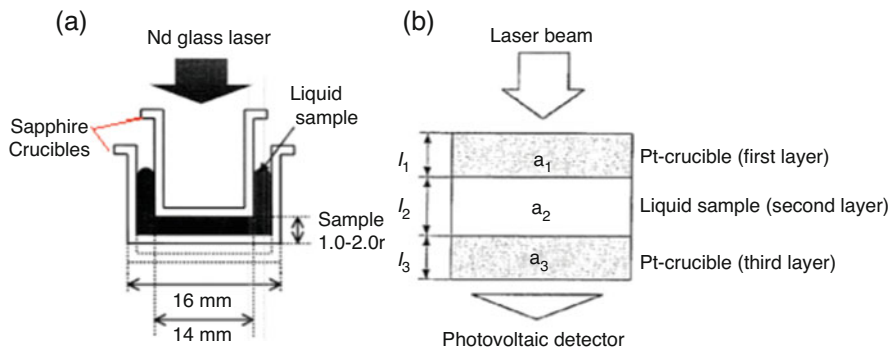 (a)
Nd glass laser
Liquid
sample
Sapphire
Crucibles
Sample
1.0-2.0r
16 mm
14 mm
(b)
Laser beam
l1
a1
Pt-crucible (first layer)
l2
a2
Liquid sample (second layer)
l3
a3
Pt-crucible (third layer)
Photovoltaic detector